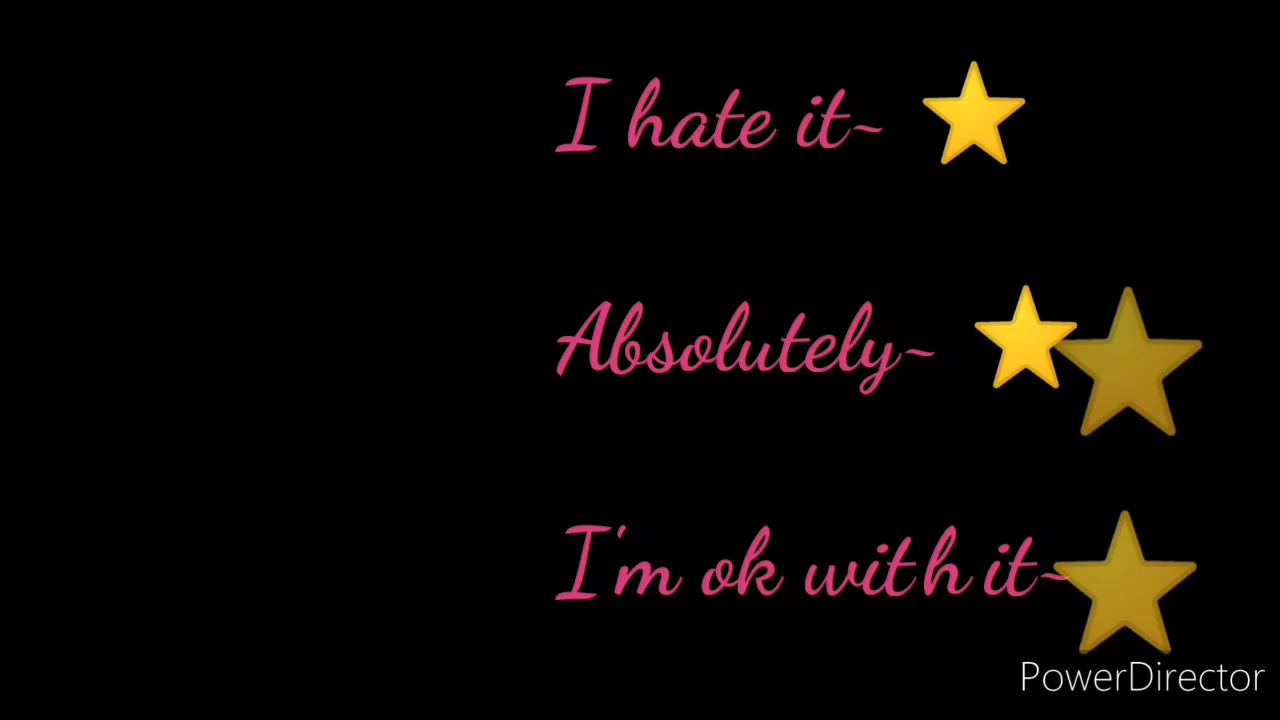 I hate it~ ⭐
Absolutely~ ⭐⭐
I'm ok with it~ ⭐
PowerDirector